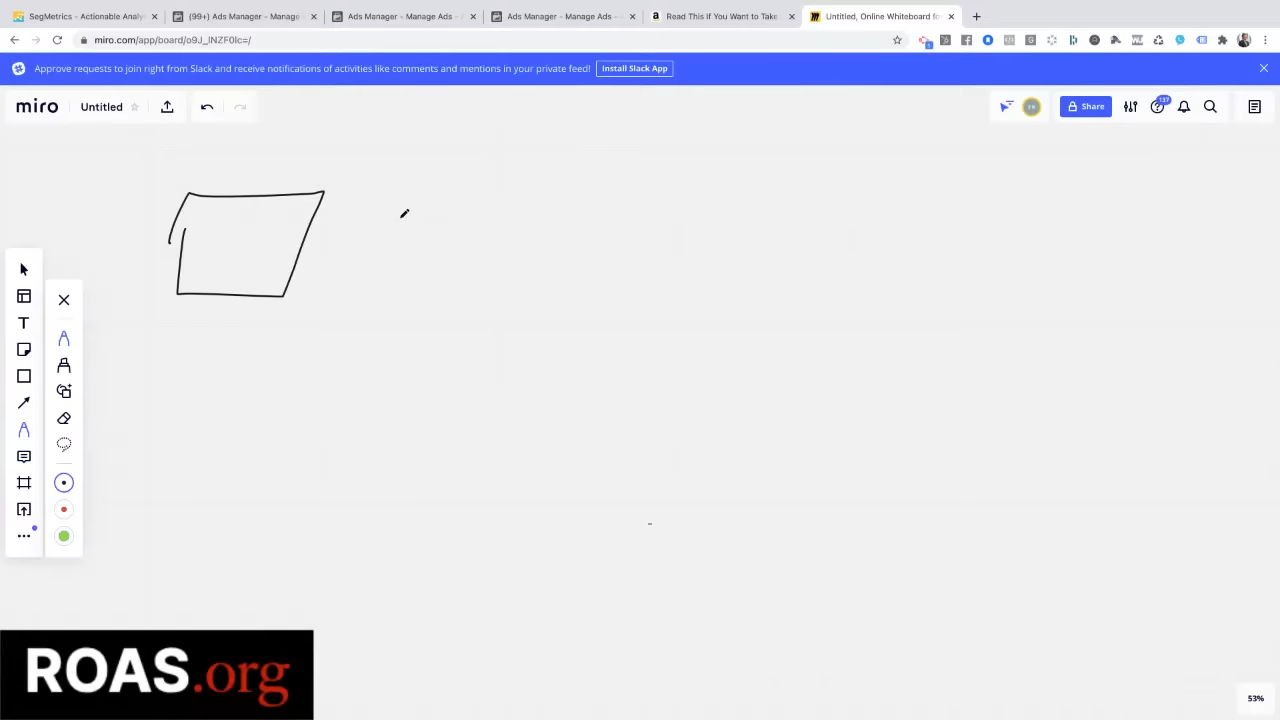 SegMetrics - Actionable Analyt
(99+) Ads Manager - Manage
Ads Manager - Manage Ads -
Ads Manager - Manage Ads -
Read This if You Want to Take
Untitled, Online Whiteboard fo
miro.com/app/board/o9J_lNZF0lc=/
Approve requests to join right from Slack and receive notifications of activities like comments and mentions in your private feed!
Install Slack App
miro
Untitled
Share
137
T
53%
ROAS.org